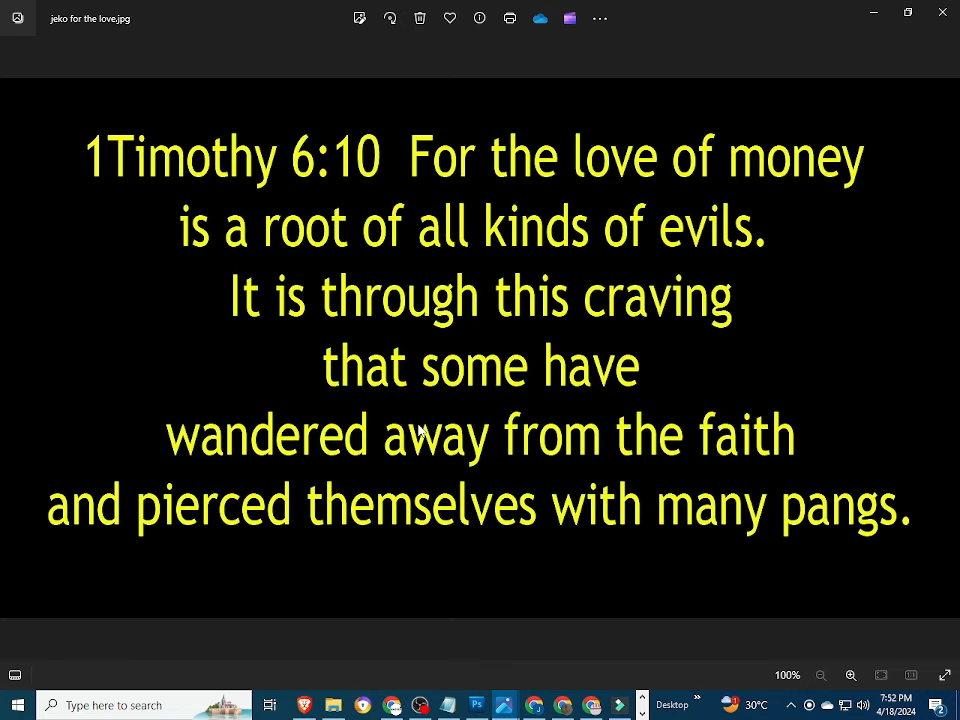 jeko for the love.jpg
1Timothy 6:10  For the love of money
is a root of all kinds of evils.
It is through this craving
that some have
wandered away from the faith
and pierced themselves with many pangs.
100%
Type here to search
Desktop
30°C
7:52 PM
4/18/2024
2